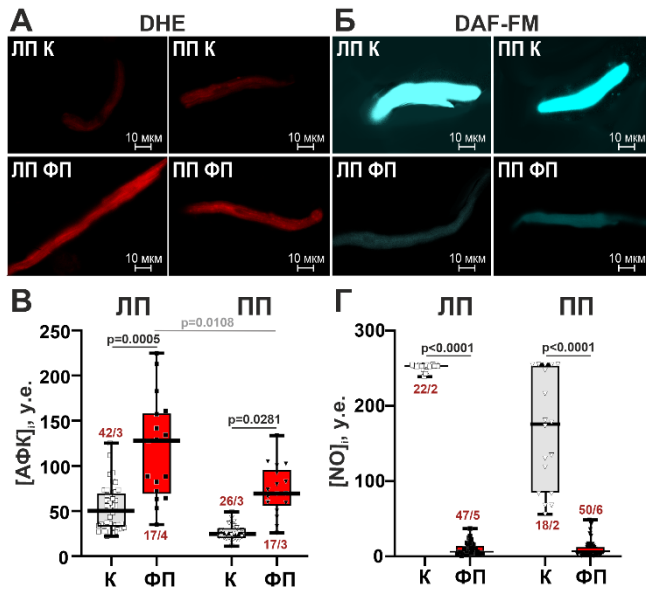 А DHE
Б DAF-FM
ЛП К
10 мкм
ПП К
10 мкм
ЛП К
10 мкм
ПП К
10 мкм
ЛП ФП
10 мкм
ПП ФП
10 мкм
ЛП ФП
10 мкм
ПП ФП
10 мкм
В ЛП ПП
p=0.0108
p=0.0005
p=0.0281
[АФК]i, у.е.
250
200
150
100
50
0
42/3
17/4
26/3
17/3
К ФП К ФП
Г ЛП ПП
p<0.0001
p<0.0001
[NO]i, у.е.
300
200
100
0
22/2
47/5
18/2
50/6
К ФП К ФП